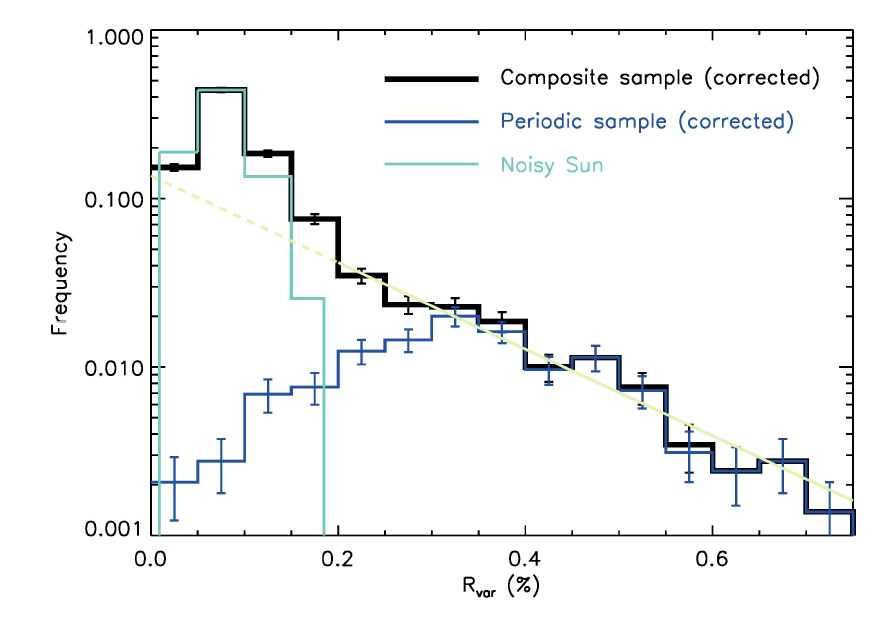 1.000
0.100
0.010
0.001
Frequency
Composite sample (corrected)
Periodic sample (corrected)
Noisy Sun
0.0 0.2 0.4 0.6
Rvar (%)